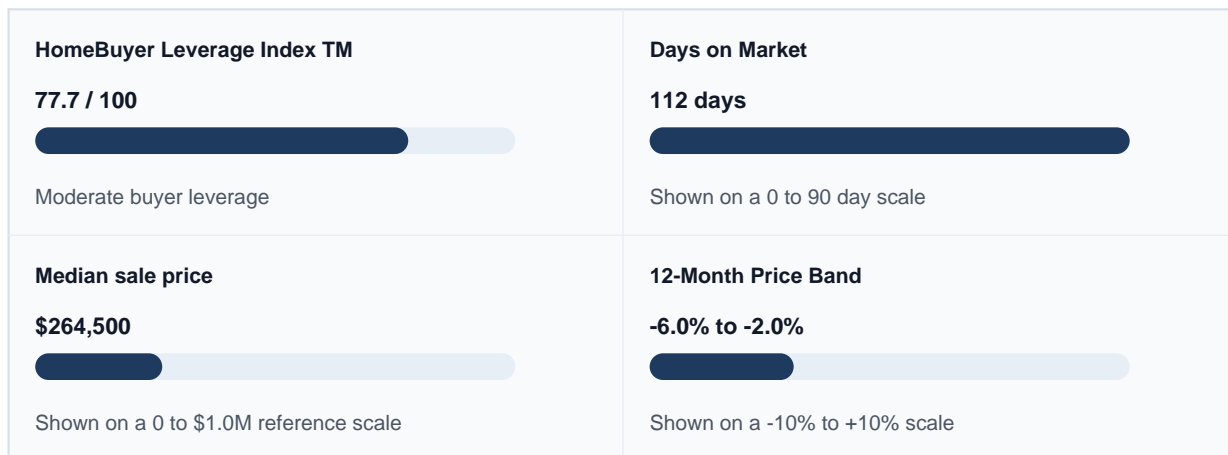 HomeBuyer Leverage Index TM
77.7 / 100
Moderate buyer leverage
Days on Market
112 days
Shown on a 0 to 90 day scale
Median sale price
$264,500
Shown on a 0 to $1.0M reference scale
12-Month Price Band
-6.0% to -2.0%
Shown on a -10% to +10% scale